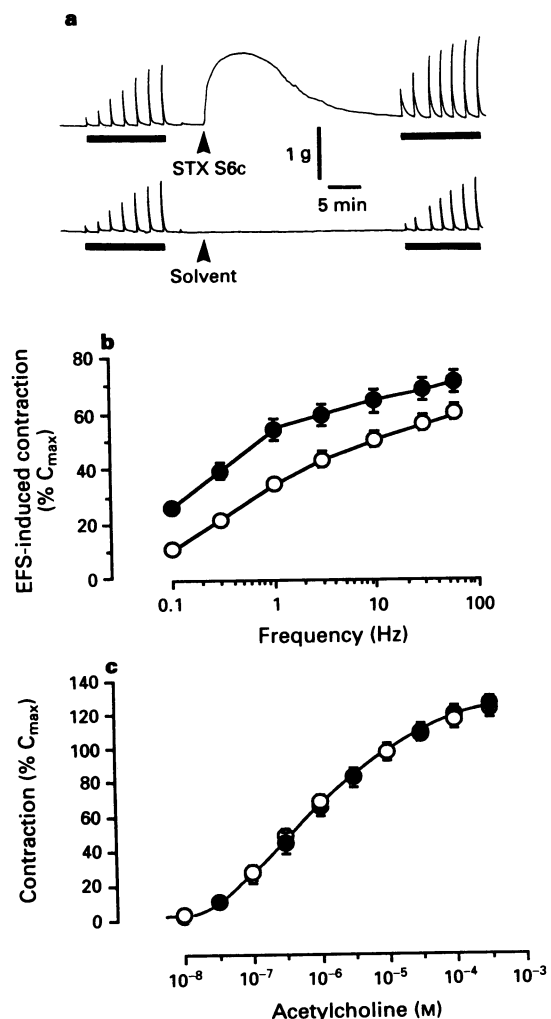 a
STX S6c
1 g
5 min
Solvent
b
EFS-induced contraction
(% Cmax)
80
60
40
20
0
0.1
1
10
100
Frequency (Hz)
c
Contraction (% Cmax)
140
120
100
80
60
40
20
0
10⁻⁸
10⁻⁷
10⁻⁶
10⁻⁵
10⁻⁴
10⁻³
Acetylcholine (M)